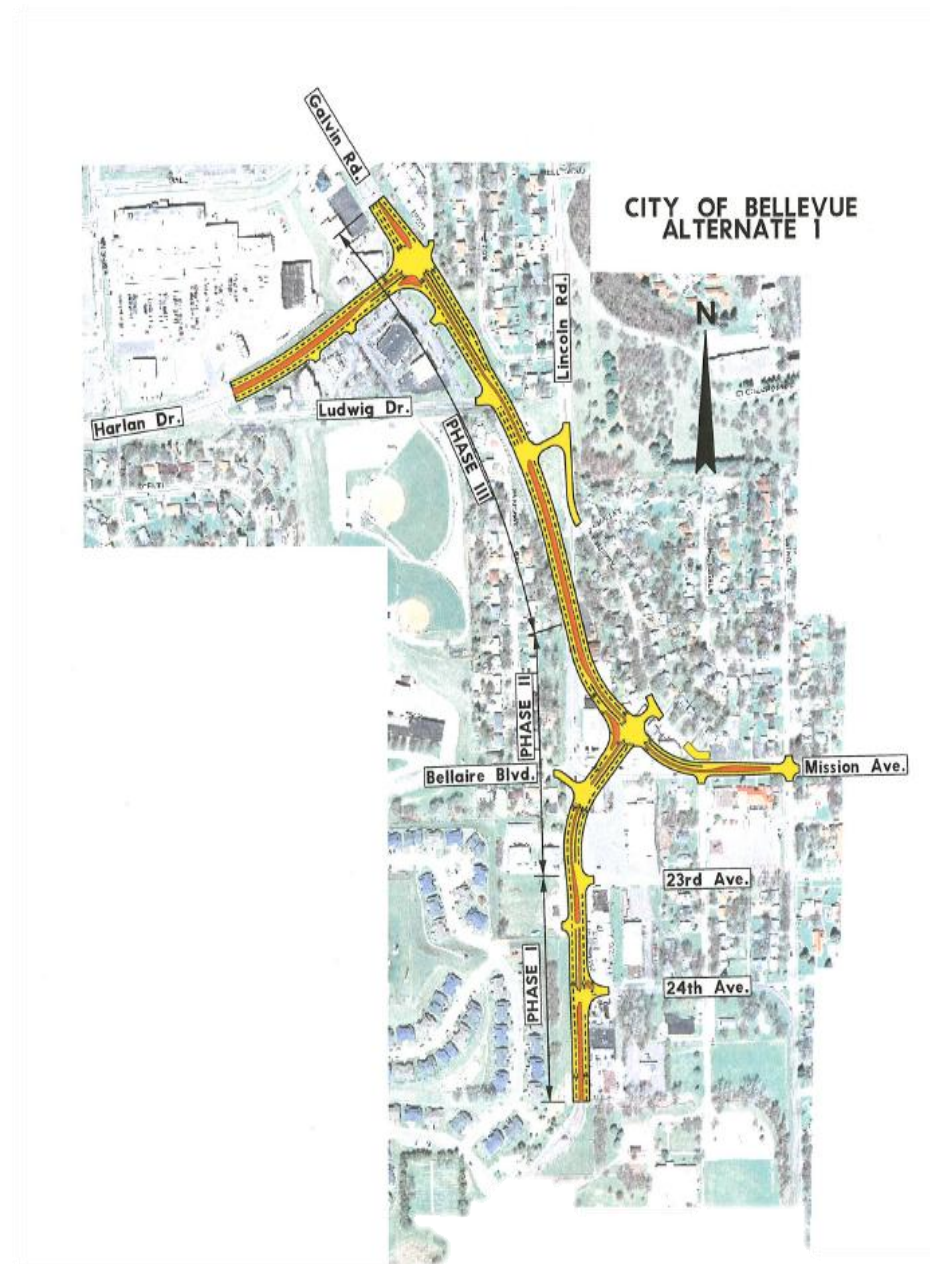 Galvin Rd.
CITY OF BELLEVUE
ALTERNATE 1
Lincoln Rd.
N
Harlan Dr.
Ludwig Dr.
PHASE III
PHASE II
Bellaire Blvd.
Mission Ave.
23rd Ave.
PHASE I
24th Ave.